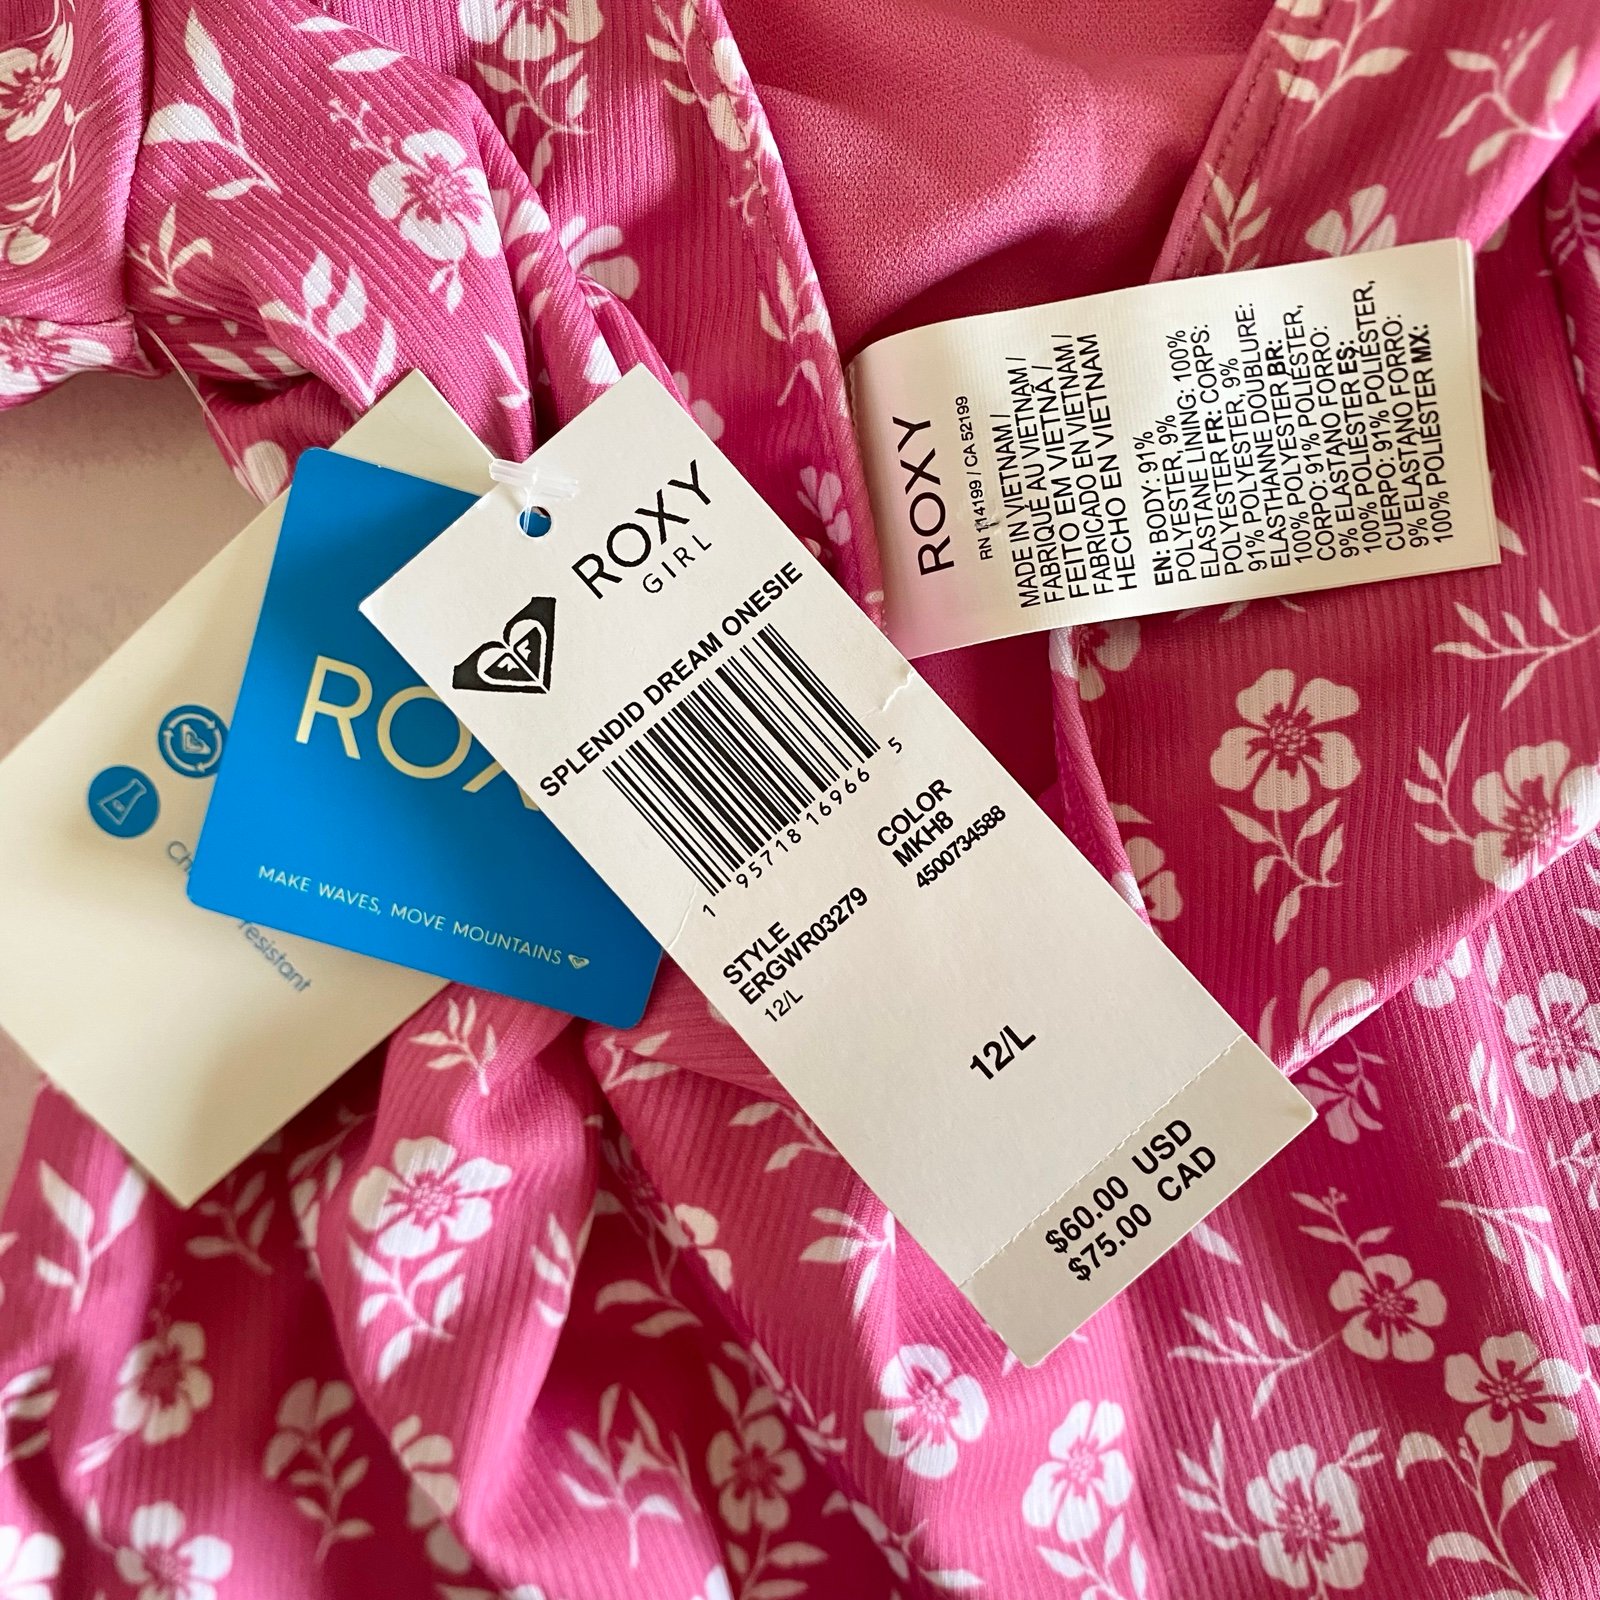 ROXY
GIRL
SPLENDID DREAM ONESIE
1 95718 16966 5
STYLE
ERGWR03279
12/L
COLOR
MKH8
4500734588
12/L
$60.00 USD
$75.00 CAD
MAKE WAVES, MOVE MOUNTAINS
resistant
ROXY
RN 114199 / CA 52199
MADE IN VIETNAM /
FABRIQUÉ AU VIETNAM /
FEITO EM VIETNÃ /
FABRICADO EN VIETNAM /
HECHO EN VIETNAM
EN: BODY: 91%
POLYESTER, 9%
ELASTANE LINING: 100%
POLYESTER FR: CORPS:
91% POLYESTER, 9%
ELASTHANNE DOUBLURE:
100% POLYESTER BR:
CORPO: 91% POLIÉSTER,
9% ELASTANO FORRO:
100% POLIÉSTER ES:
CUERPO: 91% POLIÉSTER,
9% ELASTANO FORRO:
100% POLIÉSTER MX: